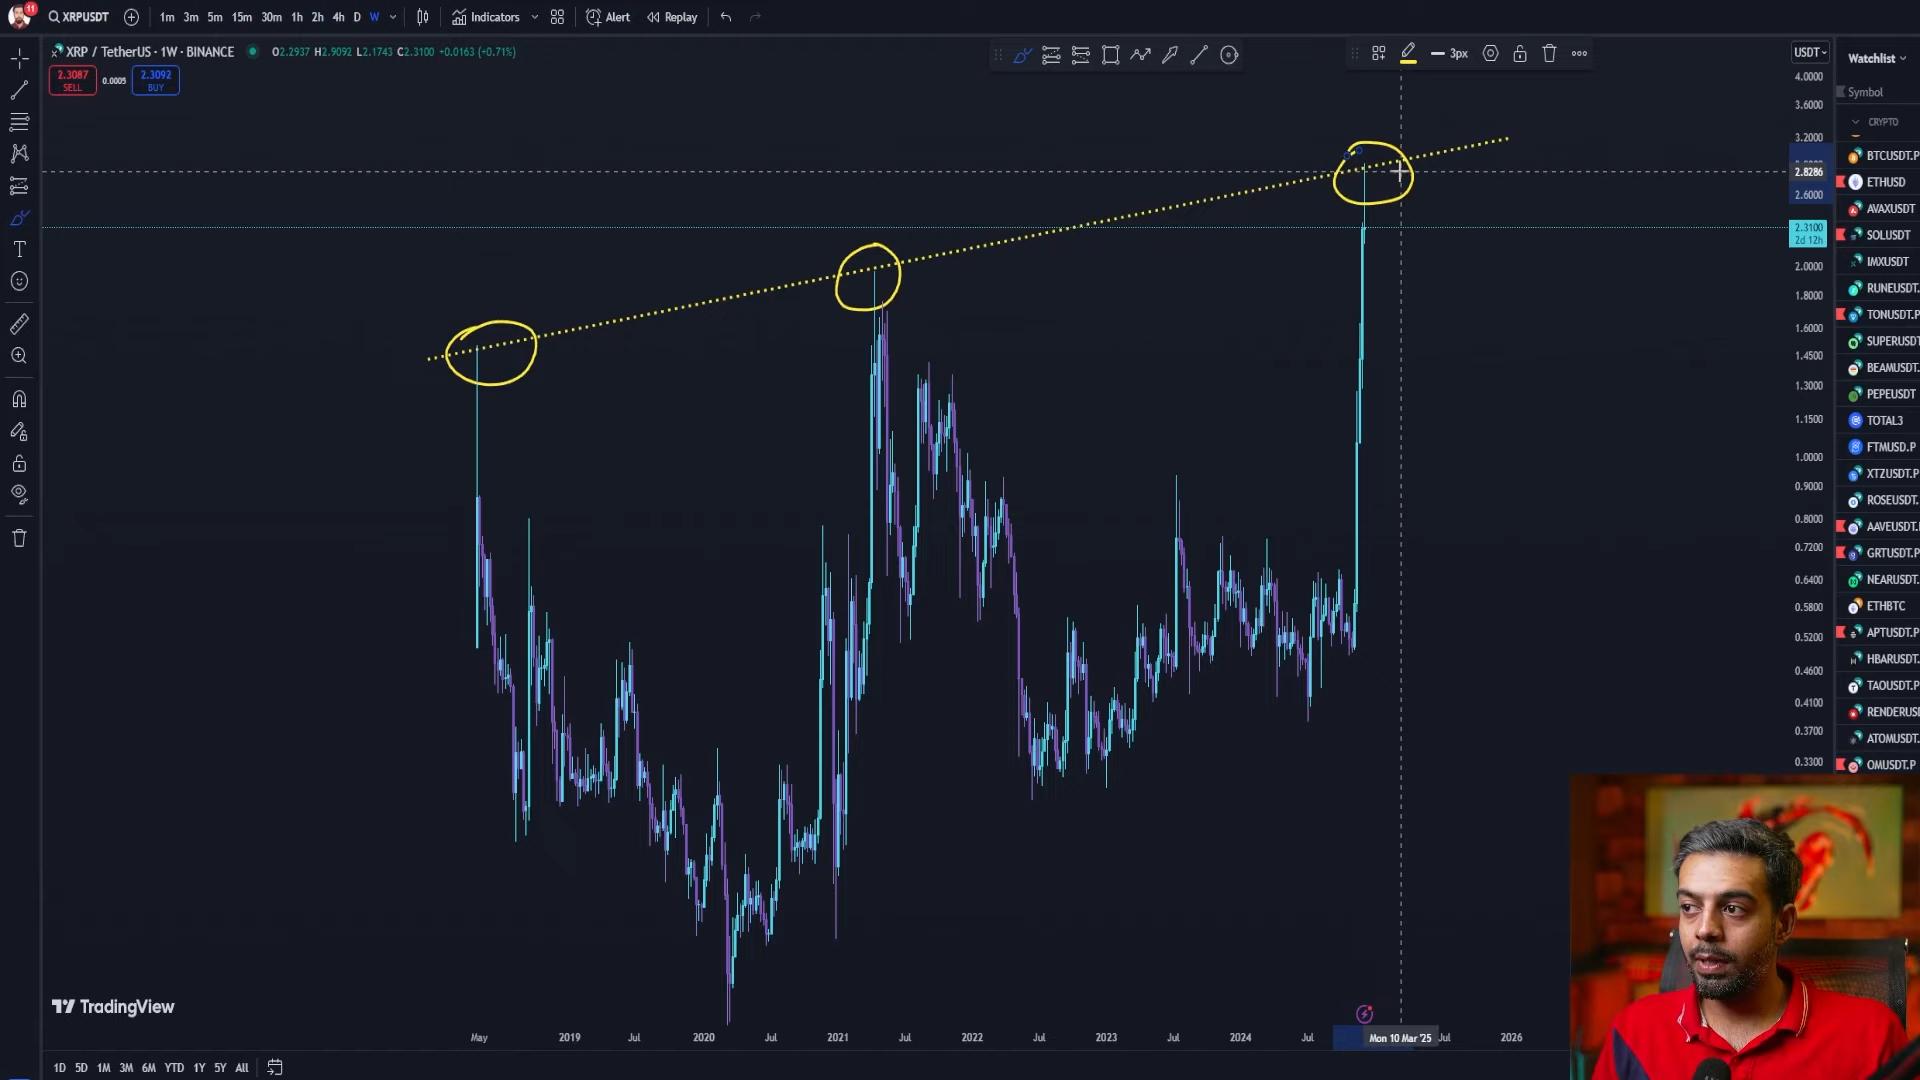 11
XRPUSDT
1m 3m 5m 15m 30m 1h 2h 4h D W
Indicators
Alert
Replay
XRP / TetherUS · 1W · BINANCE
O2.2937 H2.9092 L2.1743 C2.3100 +0.0163 (+0.71%)
2.3087
SELL
0.0005
2.3092
BUY
3px
USDT
4.0000
3.6000
3.2000
2.8286
2.6000
2.3100
2d 12h
2.0000
1.8000
1.6000
1.4500
1.3000
1.1500
1.0000
0.9000
0.8000
0.7200
0.6400
0.5800
0.5200
0.4600
0.4100
0.3700
0.3300
Watchlist
Symbol
CRYPTO
BTCUSDT.P
ETHUSD
AVAXUSDT
SOLUSDT
IMXUSDT
RUNEUSDT.
TONUSDT.P
SUPERUSDT
BEAMUSDT.
PEPEUSDT
TOTAL3
FTMUSD.P
XTZUSDT.P
ROSEUSDT.
AAVEUSDT.
GRTUSDT.P
NEARUSDT.
ETHBTC
APTUSDT.P
HBARUSDT.
TAOUSDT.P
RENDERUSD
ATOMUSDT.
OMUSDT.P
TradingView
May 2019 Jul 2020 Jul 2021 Jul 2022 Jul 2023 Jul 2024 Jul Mon 10 Mar '25 Jul 2026
1D 5D 1M 3M 6M YTD 1Y 5Y All